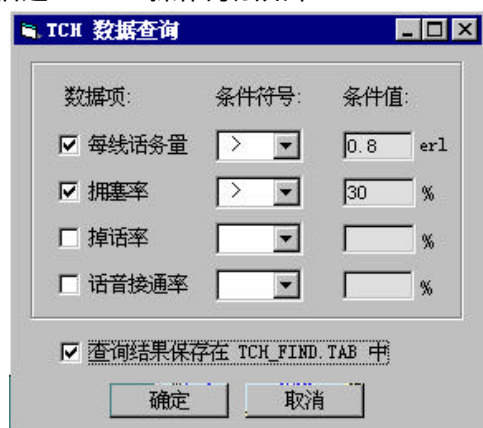 TCH 数据查询
数据项: 条件符号: 条件值:
每线话务量 > 0.8 erl
拥塞率 > 30 %
掉话率 %
话音接通率 %
查询结果保存在 TCH_FIND.TAB 中
确定 取消